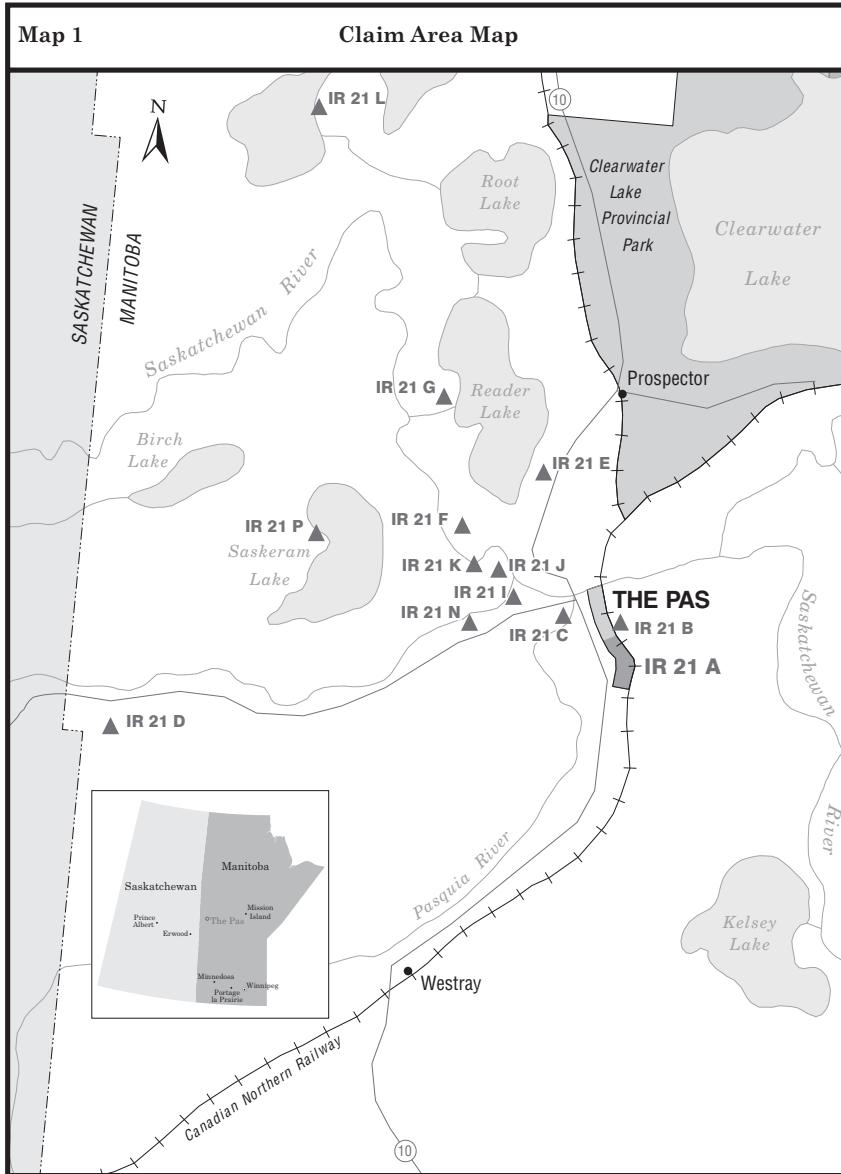 Map 1
Claim Area Map
N
IR 21 L
10
Clearwater
Lake
Provincial
Park
Root
Lake
Clearwater
Lake
SASKATCHEWAN
MANITOBA
Saskatchewan River
IR 21 G
Reader
Lake
Prospector
Birch
Lake
IR 21 E
IR 21 P
Saskeram
Lake
IR 21 F
IR 21 K
IR 21 J
IR 21 I
IR 21 N
IR 21 C
THE PAS
IR 21 B
IR 21 A
Saskatchewan
River
IR 21 D
Pasquia River
Kelsey
Lake
Westray
Canadian Northern Railway
10
Manitoba
Saskatchewan
Prince
Albert
Erwood
The Pas
Mission
Island
Minnedosa
Portage
la Prairie
Winnipeg